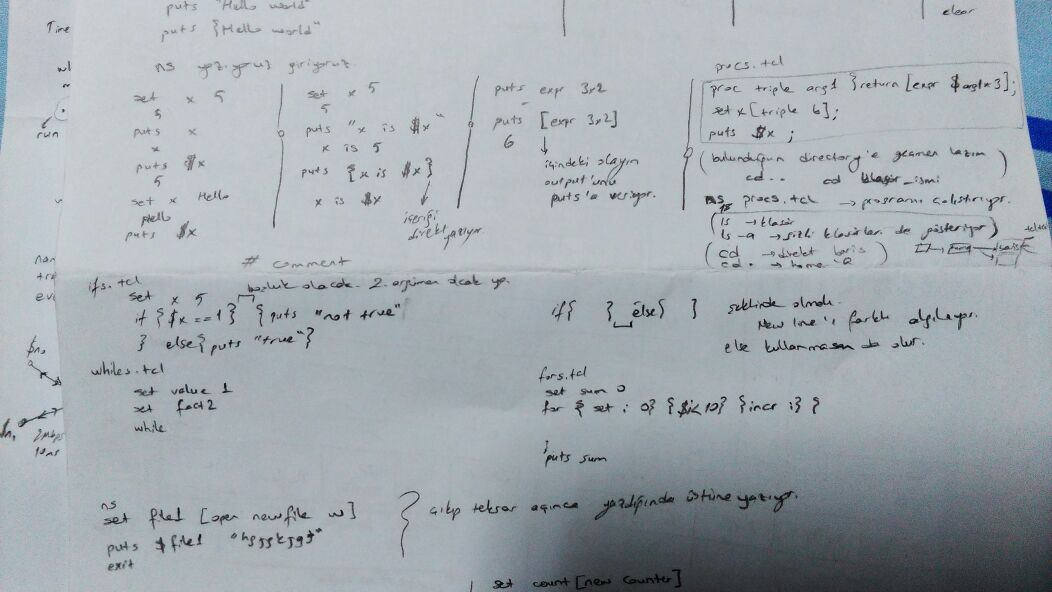 puts "Hello world"
puts {Hello world"
clear
Time
ns yazıyoruz giriyoruz.
set x 5
5
puts x
x
puts $x
5
set x Hello
Hello
puts $x
set x 5
5
puts "x is $x"
x is 5
puts {x is $x}
x is $x
içeriği
direkt yazıyor
puts expr 3x2
puts [expr 3x2]
6
içindeki olayın
output'unu
puts'a veriyor.
procs.tcl
proc triple arg1 {return [expr $arg1*3];
set x [triple 6];
puts $x ;
(bulunduğun directory'e geçmen lazım)
cd .. cd klasör_ismi
ns procs.tcl → programı çalıştırıyor.
ls → klasör
ls -a → gizli klasörleri de gösteriyor)
(cd → direkt
cd . → home 'a
run
# comment
ifs.tcl
boşluk olacak. 2. argüman olarak
set x 5
if {$x==1} {puts "not true"
} else{puts "true"}
if{ } else{ } şeklinde olmalı.
New line'ı farklı algılıyor.
else kullanmasan da olur.
whiles.tcl
set value 1
set fact 2
while
fors.tcl
set sum 0
for { set i 0} {$i<10} {incr i} {
}
puts sum
2Mbps
10ms
ns
set file1 [open newfile w]
puts $file1
exit
çıkıp tekrar açınca yazdığında üstüne yazıyor.
set count [new Counter]